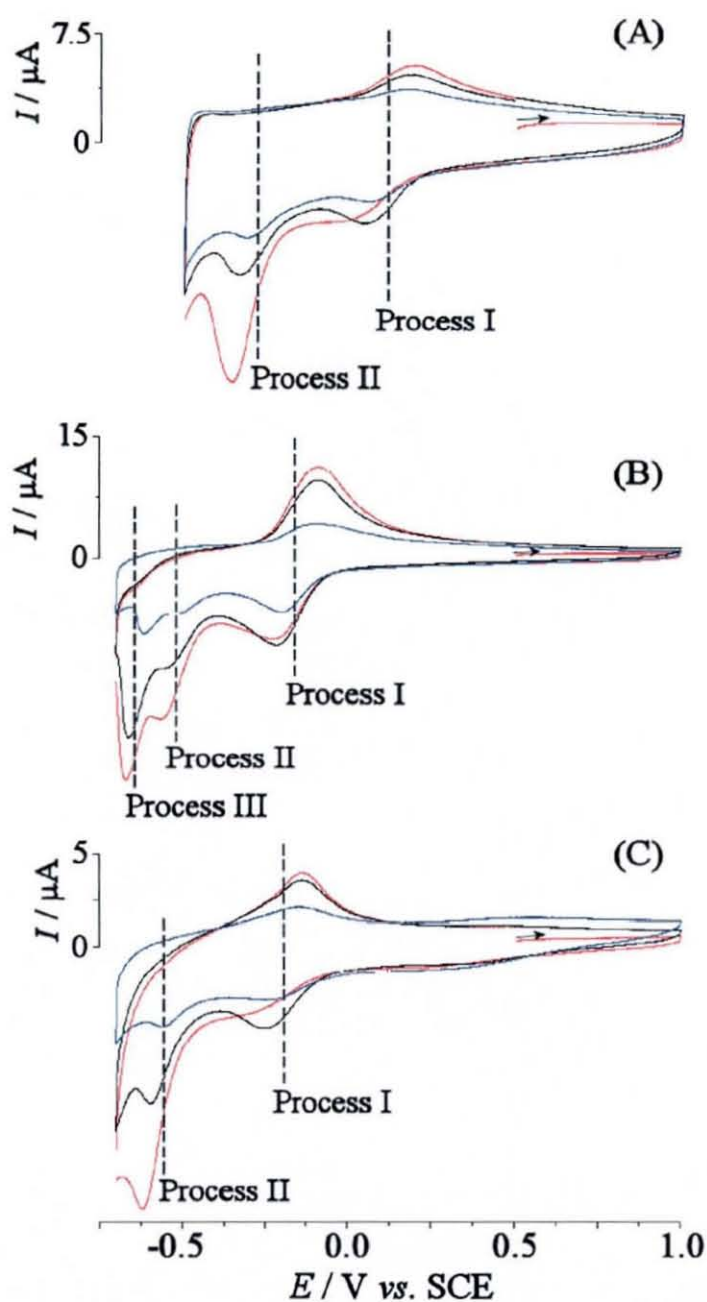 (A)
7.5
I / μA
0
Process I
Process II
(B)
15
I / μA
0
Process I
Process II
Process III
(C)
5
I / μA
0
Process I
Process II
-0.5 0.0 0.5 1.0
E / V vs. SCE